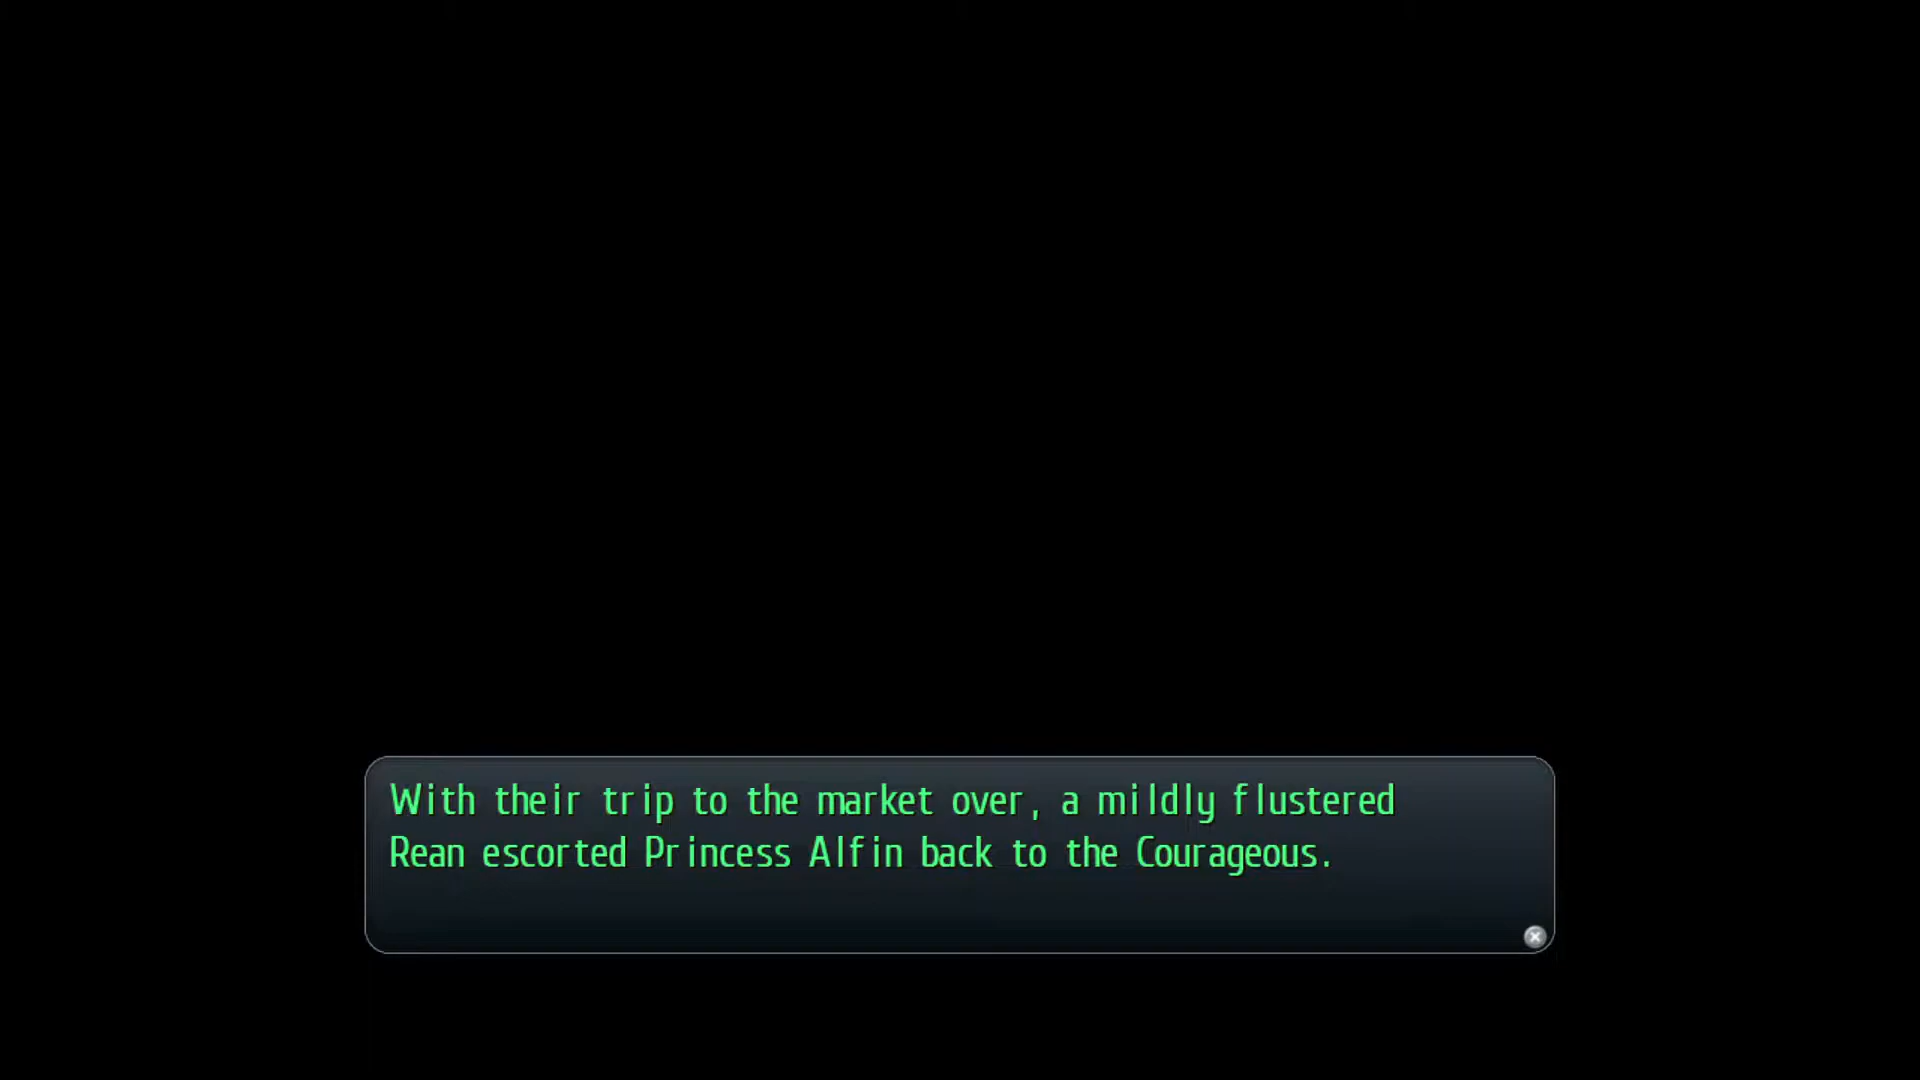 With their trip to the market over, a mildly flustered
Rean escorted Princess Alfin back to the Courageous.